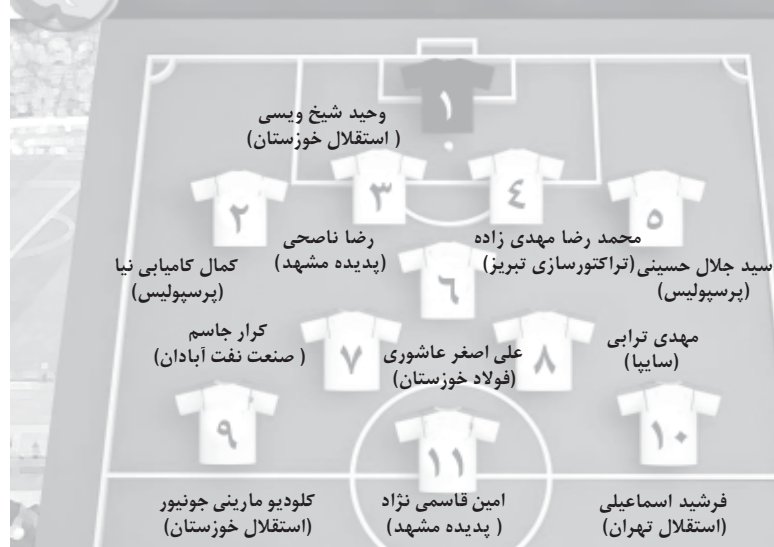 ۱
وحید شیخ ویسی
( استقلال خوزستان)
۲
۳
۴
۵
کمال کامیابی نیا
(پرسپولیس)
رضا ناصحی
(پدیده مشهد)
محمد رضا مهدی زاده
(تراکتورسازی تبریز)
سید جلال حسینی
(پرسپولیس)
۶
کرار جاسم
( صنعت نفت آبادان)
۷
علی اصغر عاشوری
(فولاد خوزستان)
۸
مهدی ترابی
(سایپا)
۹
۱۱
۱۰
کلودیو مارینی جونیور
(استقلال خوزستان)
امین قاسمی نژاد
( پدیده مشهد)
فرشید اسماعیلی
(استقلال تهران)